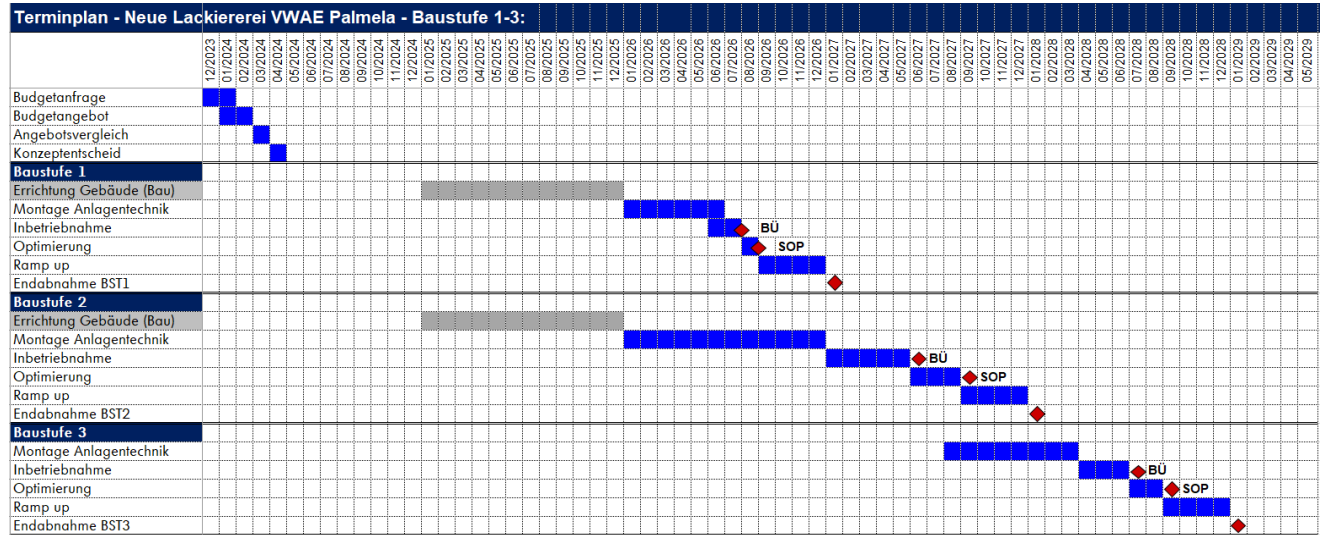 Terminplan - Neue Lackiererei VWAE Palmela - Baustufe 1-3:
12/2023 01/2024 02/2024 03/2024 04/2024 05/2024 06/2024 07/2024 08/2024 09/2024 10/2024 11/2024 12/2024 01/2025 02/2025 03/2025 04/2025 05/2025 06/2025 07/2025 08/2025 09/2025 10/2025 11/2025 12/2025 01/2026 02/2026 03/2026 04/2026 05/2026 06/2026 07/2026 08/2026 09/2026 10/2026 11/2026 12/2026 01/2027 02/2027 03/2027 04/2027 05/2027 06/2027 07/2027 08/2027 09/2027 10/2027 11/2027 12/2027 01/2028 02/2028 03/2028 04/2028 05/2028 06/2028 07/2028 08/2028 09/2028 10/2028 11/2028 12/2028 01/2029 02/2029 03/2029 04/2029 05/2029
Budgetanfrage
Budgetangebot
Angebotsvergleich
Konzeptentscheid
Baustufe 1
Errichtung Gebäude (Bau)
Montage Anlagentechnik
Inbetriebnahme BÜ
Optimierung SOP
Ramp up
Endabnahme BST1
Baustufe 2
Errichtung Gebäude (Bau)
Montage Anlagentechnik
Inbetriebnahme BÜ
Optimierung SOP
Ramp up
Endabnahme BST2
Baustufe 3
Montage Anlagentechnik
Inbetriebnahme BÜ
Optimierung SOP
Ramp up
Endabnahme BST3